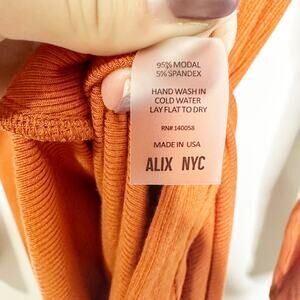 95% MODAL
5% SPANDEX
HAND WASH IN
COLD WATER
LAY FLAT TO DRY
RN# 140058
MADE IN USA
ALIX NYC